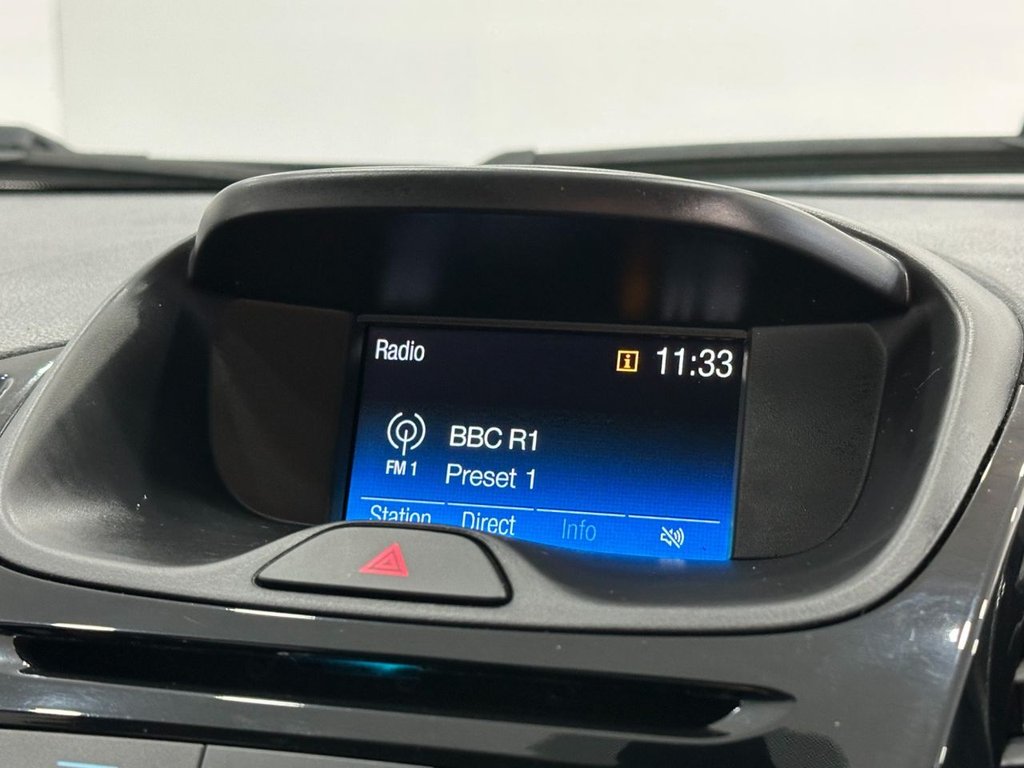 Radio 11:33
BBC R1
FM 1
Preset 1
Station Direct Info